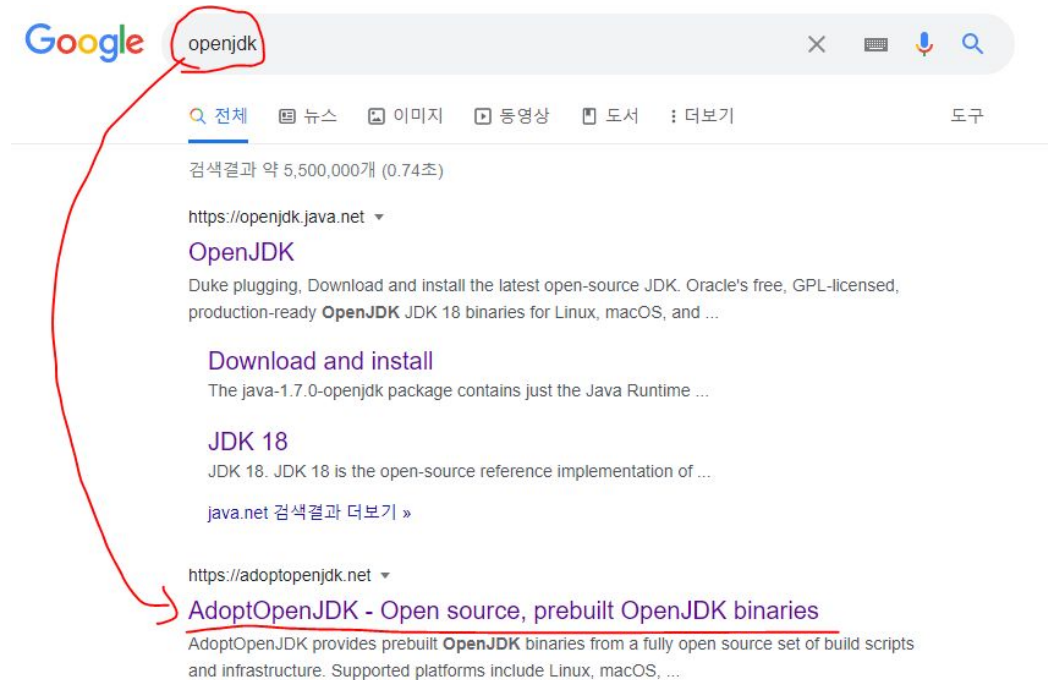 Google openjdk
전체 뉴스 이미지 동영상 도서 더보기 도구
검색결과 약 5,500,000개 (0.74초)
https://openjdk.java.net
OpenJDK
Duke plugging, Download and install the latest open-source JDK. Oracle's free, GPL-licensed,
production-ready OpenJDK JDK 18 binaries for Linux, macOS, and ...
Download and install
The java-1.7.0-openjdk package contains just the Java Runtime ...
JDK 18
JDK 18. JDK 18 is the open-source reference implementation of ...
java.net 검색결과 더보기 »
https://adoptopenjdk.net
AdoptOpenJDK - Open source, prebuilt OpenJDK binaries
AdoptOpenJDK provides prebuilt OpenJDK binaries from a fully open source set of build scripts
and infrastructure. Supported platforms include Linux, macOS, ...